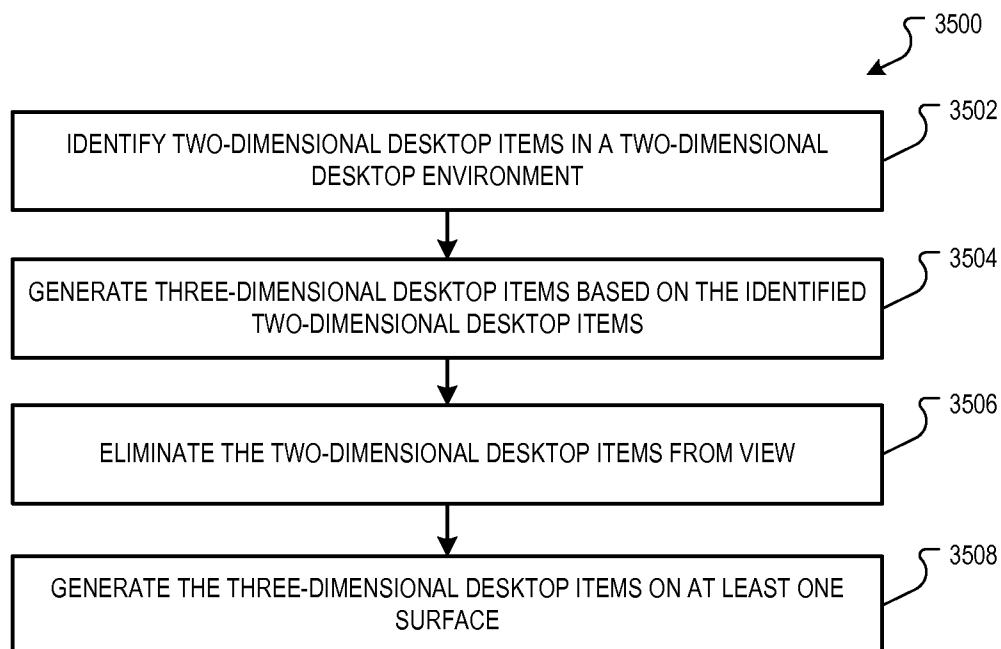 3500
3502
IDENTIFY TWO-DIMENSIONAL DESKTOP ITEMS IN A TWO-DIMENSIONAL
DESKTOP ENVIRONMENT
3504
GENERATE THREE-DIMENSIONAL DESKTOP ITEMS BASED ON THE IDENTIFIED
TWO-DIMENSIONAL DESKTOP ITEMS
3506
ELIMINATE THE TWO-DIMENSIONAL DESKTOP ITEMS FROM VIEW
3508
GENERATE THE THREE-DIMENSIONAL DESKTOP ITEMS ON AT LEAST ONE
SURFACE